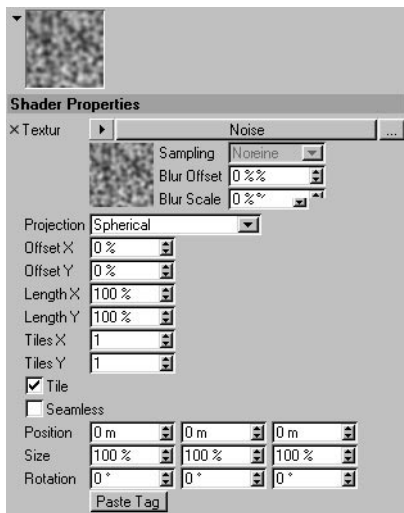 Shader Properties
Textur Noise ...
Sampling
Blur Offset 0 %%
Blur Scale 0 %
Projection Spherical
Offset X 0 %
Offset Y 0 %
Length X 100 %
Length Y 100 %
Tiles X 1
Tiles Y 1
Tile
Seamless
Position 0 m 0 m 0 m
Size 100 % 100 % 100 %
Rotation 0 ° 0 ° 0 °
Paste Tag